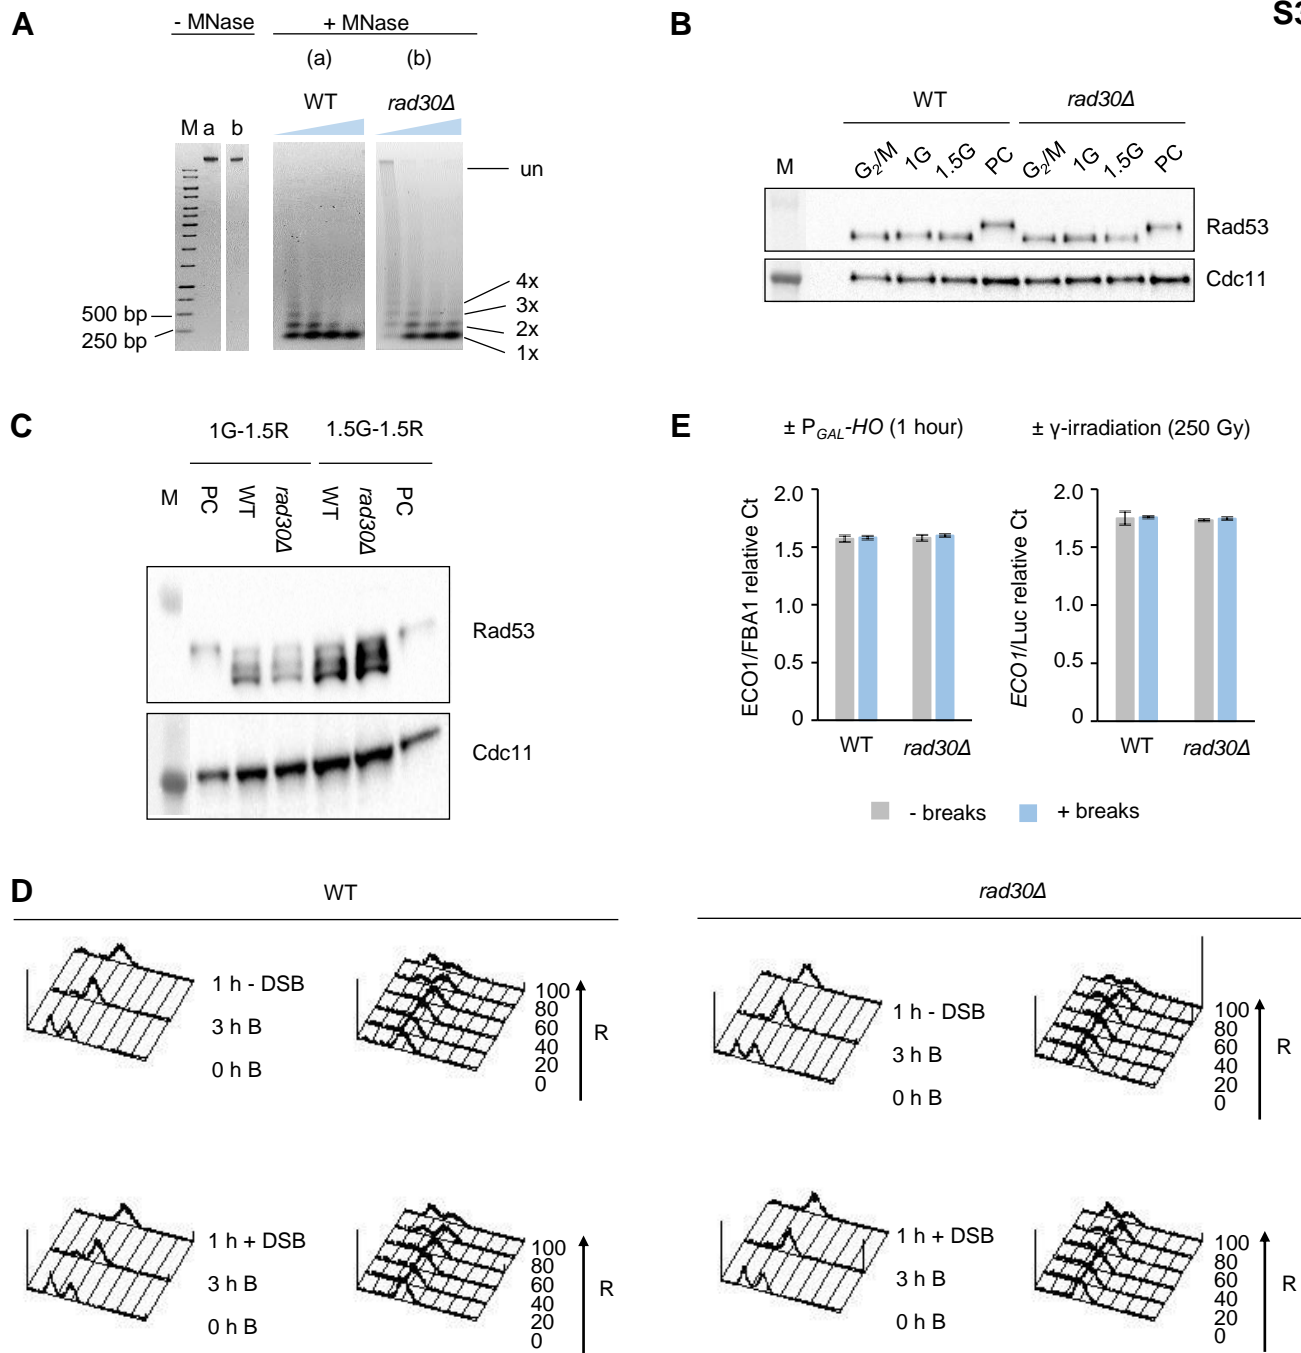 S3
A
- MNase
+ MNase
(a)
(b)
WT
rad30Δ
M a b
un
4x
3x
2x
1x
500 bp
250 bp
B
WT
rad30Δ
M
G2/M
1G
1.5G
PC
G2/M
1G
1.5G
PC
Rad53
Cdc11
C
1G-1.5R
1.5G-1.5R
M
PC
WT
rad30Δ
WT
rad30Δ
PC
Rad53
Cdc11
E
± PGAL-HO (1 hour)
ECO1/FBA1 relative Ct
2.0
1.5
1.0
0.5
0
WT
rad30Δ
± γ-irradiation (250 Gy)
ECO1/Luc relative Ct
2.0
1.5
1.0
0.5
0
WT
rad30Δ
- breaks
+ breaks
D
WT
1 h - DSB
3 h B
0 h B
100
80
60
40
20
0
R
1 h + DSB
3 h B
0 h B
100
80
60
40
20
0
R
rad30Δ
1 h - DSB
3 h B
0 h B
100
80
60
40
20
0
R
1 h + DSB
3 h B
0 h B
100
80
60
40
20
0
R